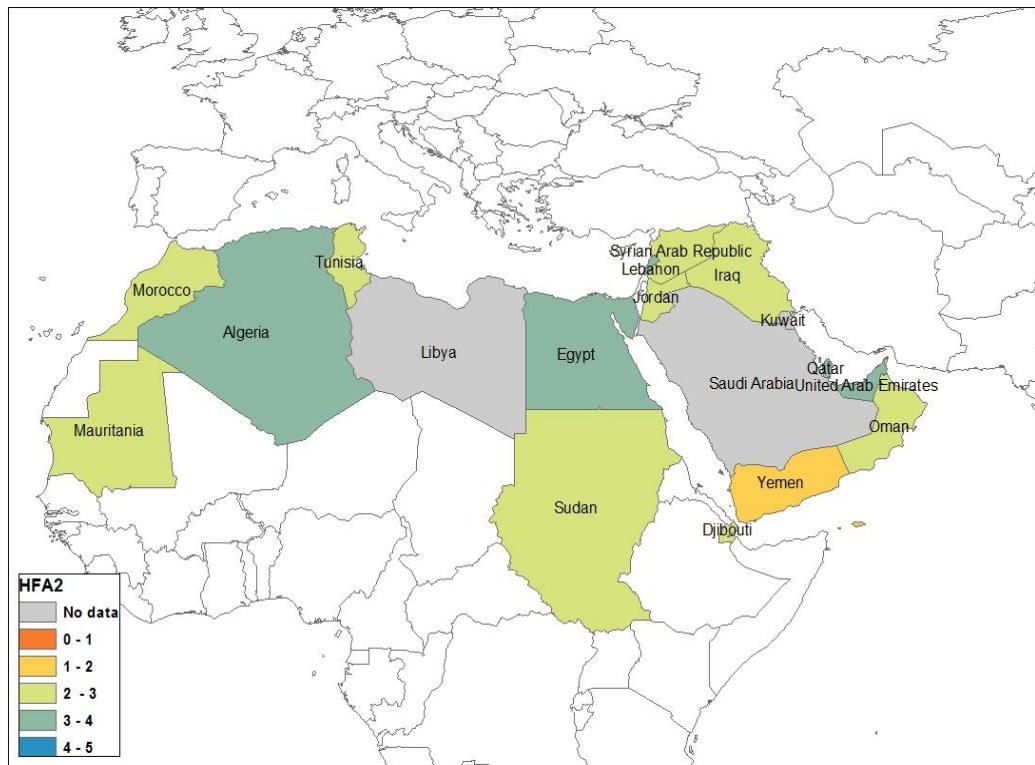 Syrian Arab Republic
Tunisia
Lebanon
Iraq
Morocco
Jordan
Kuwait
Algeria
Libya
Egypt
Qatar
Saudi Arabia
United Arab Emirates
Mauritania
Oman
Yemen
Sudan
Djibouti
HFA2
No data
0 - 1
1 - 2
2 - 3
3 - 4
4 - 5